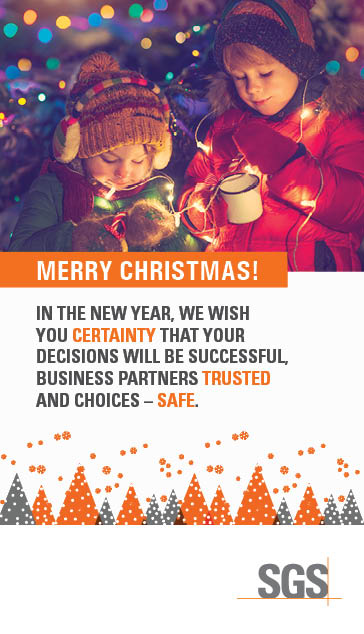 MERRY CHRISTMAS!
IN THE NEW YEAR, WE WISH
YOU CERTAINTY THAT YOUR
DECISIONS WILL BE SUCCESSFUL,
BUSINESS PARTNERS TRUSTED
AND CHOICES – SAFE.
SGS